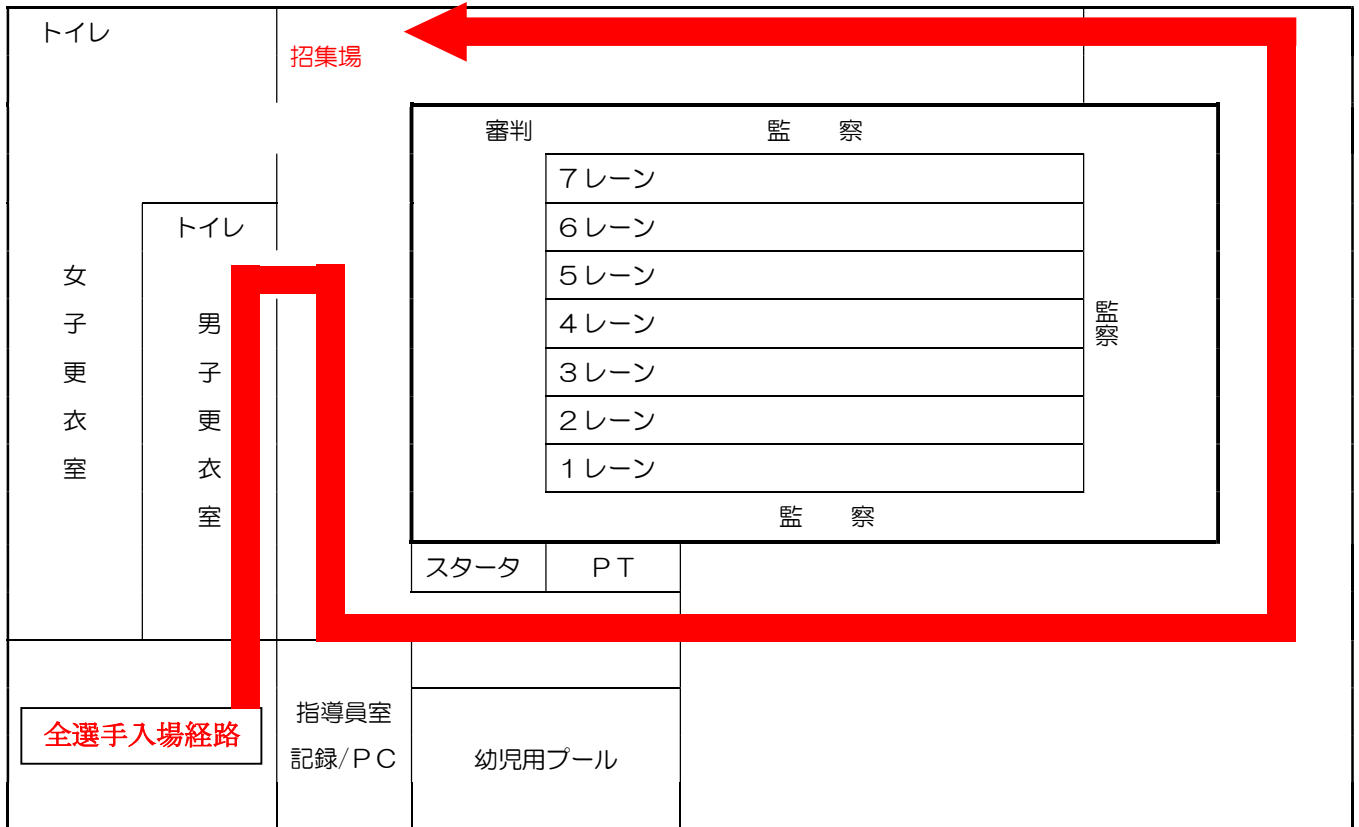 トイレ
招集場
審判 監 察
7レーン
トイレ 6レーン
5レーン
4レーン
3レーン
2レーン
1レーン
女子更衣室
男子更衣室
監察
監 察
スタータ PT
全選手入場経路
指導員室
記録/PC
幼児用プール